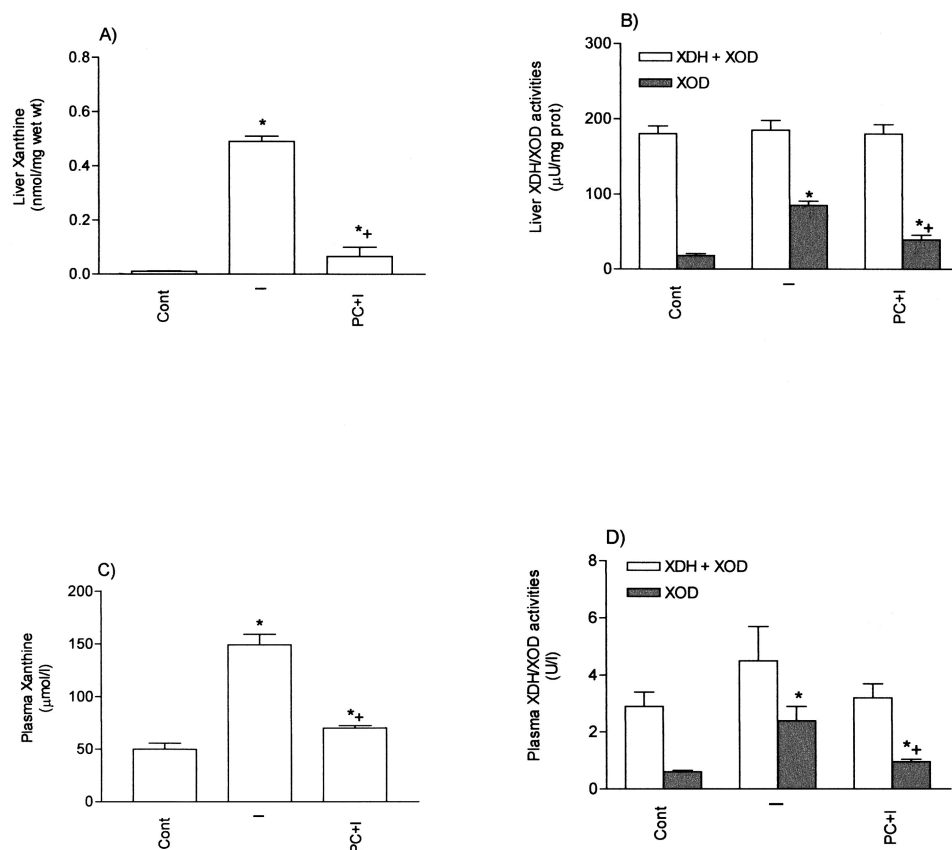 A)
0.8
0.6
0.4
0.2
0.0
Liver Xanthine
(nmol/mg wet wt)
*
*+
Cont
I
PC+I
B)
300
200
100
0
Liver XDH/XOD activities
(µU/mg prot)
XDH + XOD
XOD
*
*+
Cont
I
PC+I
C)
200
150
100
50
0
Plasma Xanthine
(µmol/l)
*
*+
Cont
I
PC+I
D)
8
6
4
2
0
Plasma XDH/XOD activities
(U/l)
XDH + XOD
XOD
*
*+
Cont
I
PC+I